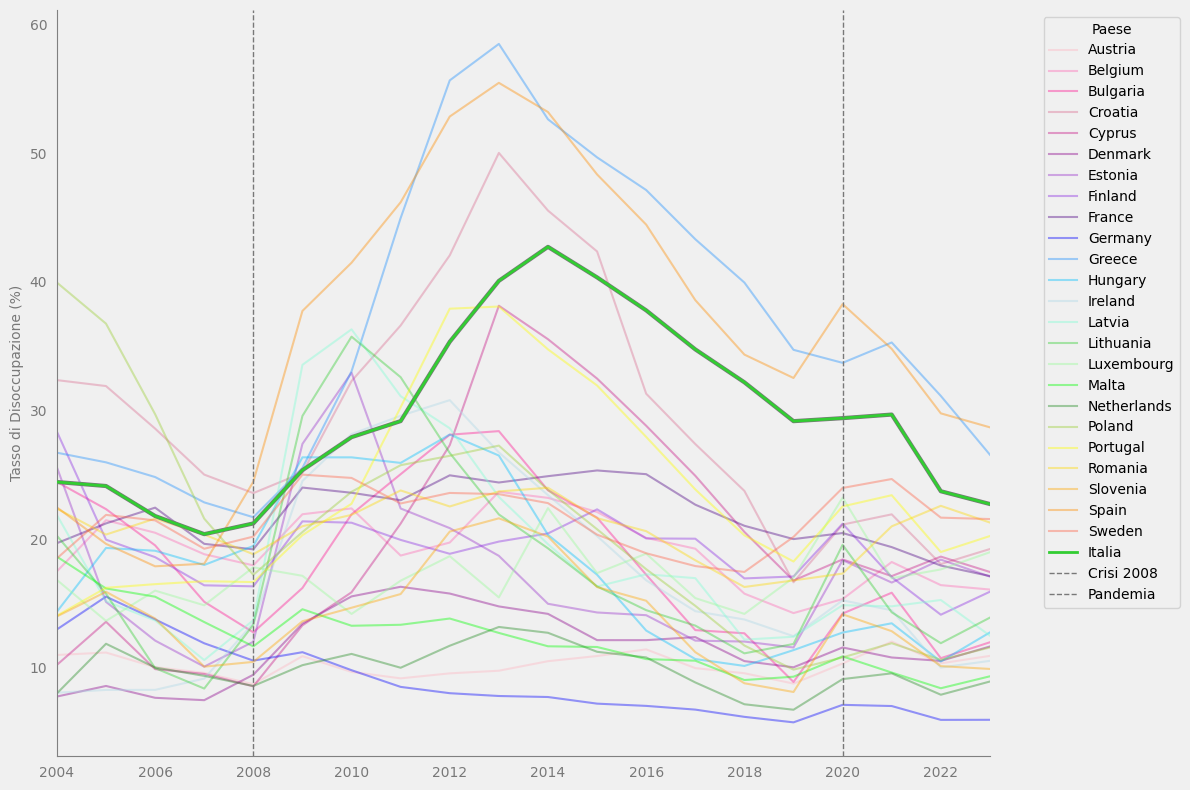 60
50
40
30
20
10
Tasso di Disoccupazione (%)
2004
2006
2008
2010
2012
2014
2016
2018
2020
2022
Paese
Austria
Belgium
Bulgaria
Croatia
Cyprus
Denmark
Estonia
Finland
France
Germany
Greece
Hungary
Ireland
Latvia
Lithuania
Luxembourg
Malta
Netherlands
Poland
Portugal
Romania
Slovenia
Spain
Sweden
Italia
Crisi 2008
Pandemia